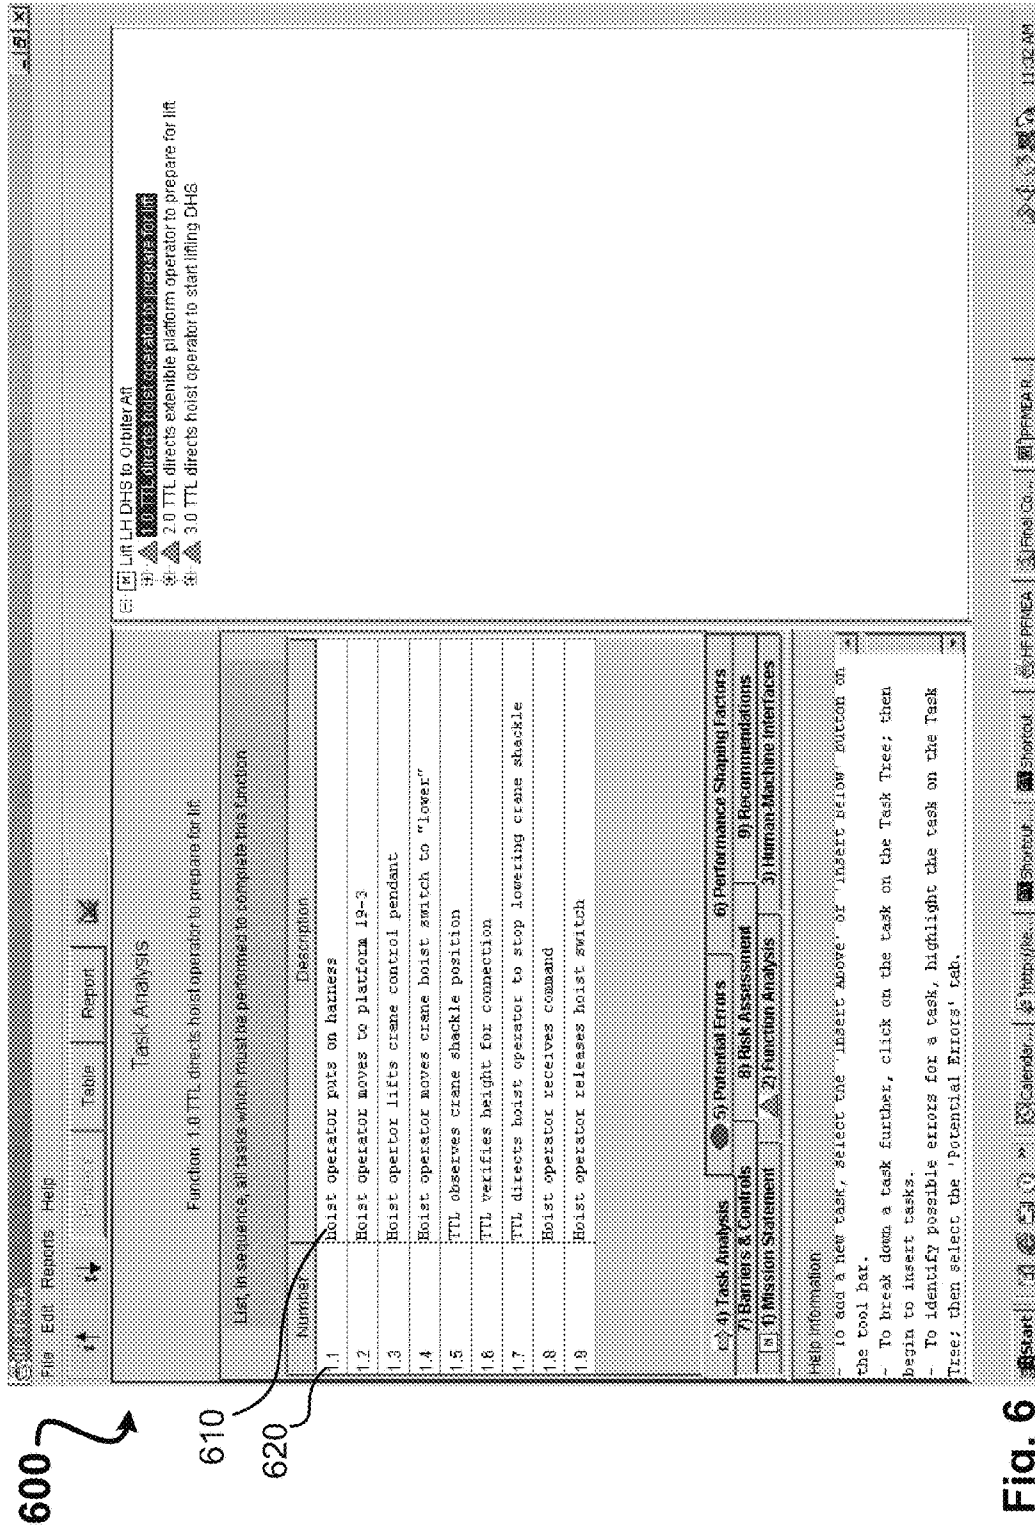 600
610
620
File Edit Reports Help
Table Report
Task Analysis
Function 1.0 TTL directs hoist operator to prepare for lift
List, in sequence, all tasks which must be performed to complete this function
Number Description
1.1 Hoist operator puts on harness
1.2 Hoist operator moves to platform 19-3
1.3 Hoist opertor lifts crane control pendant
1.4 Hoist operator moves crane hoist switch to "lower"
1.5 TTL observes crane shackle position
1.6 TTL verifies height for connection
1.7 TTL directs hoist operator to stop lowering crane shackle
1.8 Hoist operator receives command
1.9 Hoist operator releases hoist switch
4) Task Analysis 5) Potential Errors 6) Performance Shaping Factors
7) Barriers & Controls 8) Risk Assessment 9) Recommendations
1) Mission Statement 2) Function Analysis 3) Human-Machine Interfaces
Help Information
- To add a new task, select the 'Insert Above' or 'Insert Below' button on
the tool bar.
- To break down a task further, click on the task on the Task Tree; then
begin to insert tasks.
- To identify possible errors for a task, highlight the task on the Task
Tree; then select the 'Potential Errors' tab.
Lift LH DHS to Orbiter Aft
1.0 TTL directs hoist operator to prepare for lift
2.0 TTL directs extenible platform operator to prepare for lift
3.0 TTL directs hoist operator to start lifting DHS
Start Calendar Shortcut Shortcut HF PFMEA PFMEA R 11:32 AM
Fig. 6